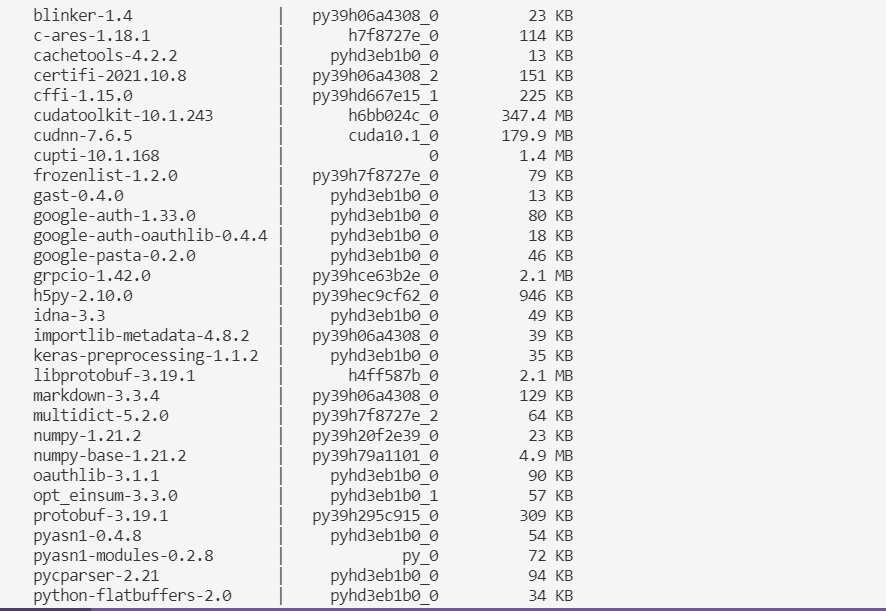 blinker-1.4 | py39h06a4308_0 23 KB
c-ares-1.18.1 | h7f8727e_0 114 KB
cachetools-4.2.2 | pyhd3eb1b0_0 13 KB
certifi-2021.10.8 | py39h06a4308_2 151 KB
cffi-1.15.0 | py39hd667e15_1 225 KB
cudatoolkit-10.1.243 | h6bb024c_0 347.4 MB
cudnn-7.6.5 | cuda10.1_0 179.9 MB
cupti-10.1.168 | 0 1.4 MB
frozenlist-1.2.0 | py39h7f8727e_0 79 KB
gast-0.4.0 | pyhd3eb1b0_0 13 KB
google-auth-1.33.0 | pyhd3eb1b0_0 80 KB
google-auth-oauthlib-0.4.4 | pyhd3eb1b0_0 18 KB
google-pasta-0.2.0 | pyhd3eb1b0_0 46 KB
grpcio-1.42.0 | py39hce63b2e_0 2.1 MB
h5py-2.10.0 | py39hec9cf62_0 946 KB
idna-3.3 | pyhd3eb1b0_0 49 KB
importlib-metadata-4.8.2 | py39h06a4308_0 39 KB
keras-preprocessing-1.1.2 | pyhd3eb1b0_0 35 KB
libprotobuf-3.19.1 | h4ff587b_0 2.1 MB
markdown-3.3.4 | py39h06a4308_0 129 KB
multidict-5.2.0 | py39h7f8727e_2 64 KB
numpy-1.21.2 | py39h20f2e39_0 23 KB
numpy-base-1.21.2 | py39h79a1101_0 4.9 MB
oauthlib-3.1.1 | pyhd3eb1b0_0 90 KB
opt_einsum-3.3.0 | pyhd3eb1b0_1 57 KB
protobuf-3.19.1 | py39h295c915_0 309 KB
pyasn1-0.4.8 | pyhd3eb1b0_0 54 KB
pyasn1-modules-0.2.8 | py_0 72 KB
pycparser-2.21 | pyhd3eb1b0_0 94 KB
python-flatbuffers-2.0 | pyhd3eb1b0_0 34 KB